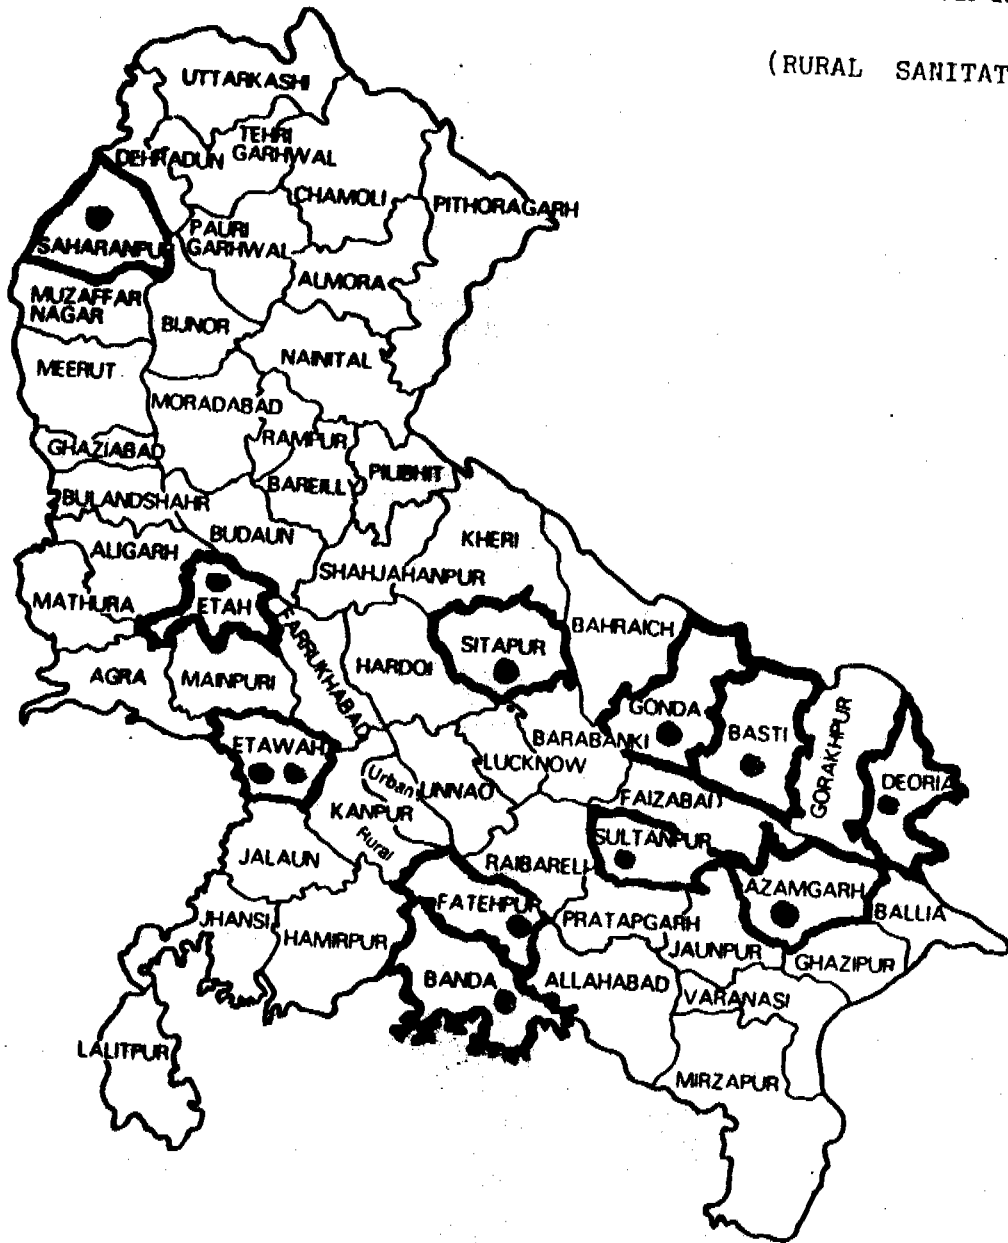 (RURAL SANITAT
UTTARKASHI
TEHRI
GARHWAL
DEHRADUN
CHAMOLI
PITHORAGARH
PAURI
GARHWAL
SAHARANPUR
ALMORA
MUZAFFAR
NAGAR
BIJNOR
NAINITAL
MEERUT
MORADABAD
RAMPUR
GHAZIABAD
PILIBHIT
BAREILLY
BULANDSHAHR
BUDAUN
KHERI
ALIGARH
SHAHJAHANPUR
MATHURA
ETAH
FARRUKHABAD
BAHRAICH
SITAPUR
HARDOI
AGRA
MAINPURI
GONDA
BASTI
GORAKHPUR
ETAWAH
BARABANKI
LUCKNOW
DEORIA
Urban
UNNAO
KANPUR
Rural
FAIZABAD
SULTANPUR
JALAUN
RAIBARELI
AZAMGARH
FATEHPUR
PRATAPGARH
BALLIA
JHANSI
HAMIRPUR
JAUNPUR
GHAZIPUR
BANDA
ALLAHABAD
VARANASI
LALITPUR
MIRZAPUR